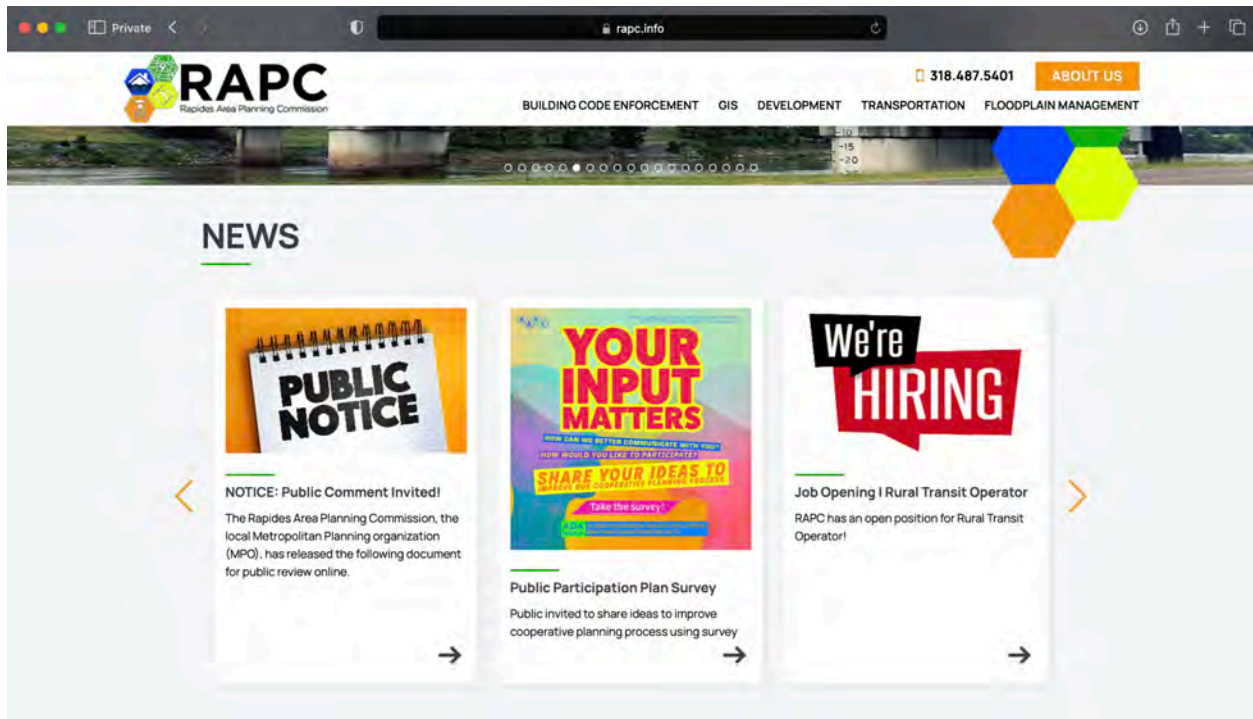 Private
rapc.info
RAPC
Rapides Area Planning Commission
318.487.5401
ABOUT US
BUILDING CODE ENFORCEMENT GIS DEVELOPMENT TRANSPORTATION FLOODPLAIN MANAGEMENT
-10
-15
-20
NEWS
PUBLIC
NOTICE
NOTICE: Public Comment Invited!
The Rapides Area Planning Commission, the
local Metropolitan Planning organization
(MPO), has released the following document
for public review online.
YOUR
INPUT
MATTERS
HOW CAN WE BETTER COMMUNICATE WITH YOU?
HOW WOULD YOU LIKE TO PARTICIPATE?
SHARE YOUR IDEAS TO
IMPROVE OUR COOPERATIVE PLANNING PROCESS
Take the survey!
ADA
Public Participation Plan Survey
Public invited to share ideas to improve
cooperative planning process using survey
We're
HIRING
Job Opening | Rural Transit Operator
RAPC has an open position for Rural Transit
Operator!